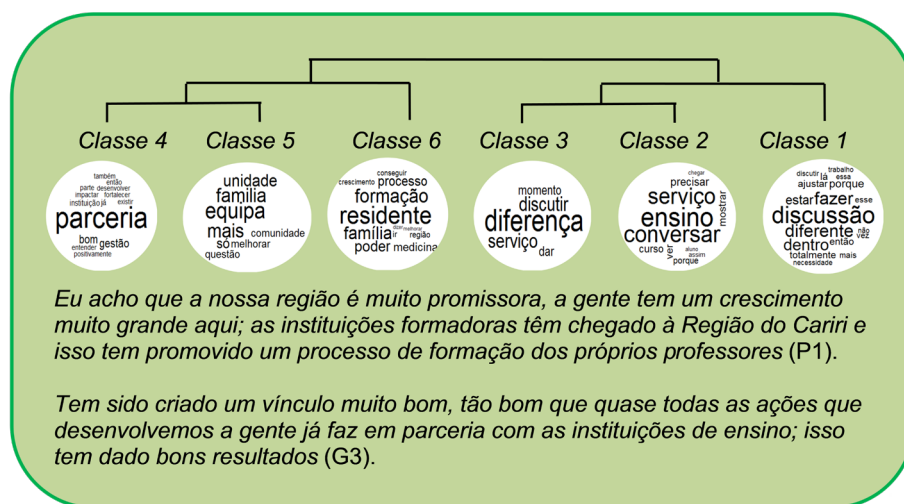 Classe 4 Classe 5 Classe 6 Classe 3 Classe 2 Classe 1
também
então
parte desenvolver
impactar fortalecer
instituição já existir
parceria
bom gestão
entender
positivamente
unidade
família
equipa
mais comunidade
só melhorar
questão
conseguir
crescimento processo
formação
residente
dizer melhorar
família ir região
poder medicina
momento
discutir
diferença
serviço
dar
chegar
precisar
serviço
mostrar
ensino
conversar
curso ver aluno
assim
porque
discutir trabalho
lá essa
ajustar porque
estar fazer esse
discussão
diferente não
vez
dentro então
totalmente mais
necessidade
Eu acho que a nossa região é muito promissora, a gente tem um crescimento
muito grande aqui; as instituições formadoras têm chegado à Região do Cariri e
isso tem promovido um processo de formação dos próprios professores (P1).
Tem sido criado um vínculo muito bom, tão bom que quase todas as ações que
desenvolvemos a gente já faz em parceria com as instituições de ensino; isso
tem dado bons resultados (G3).